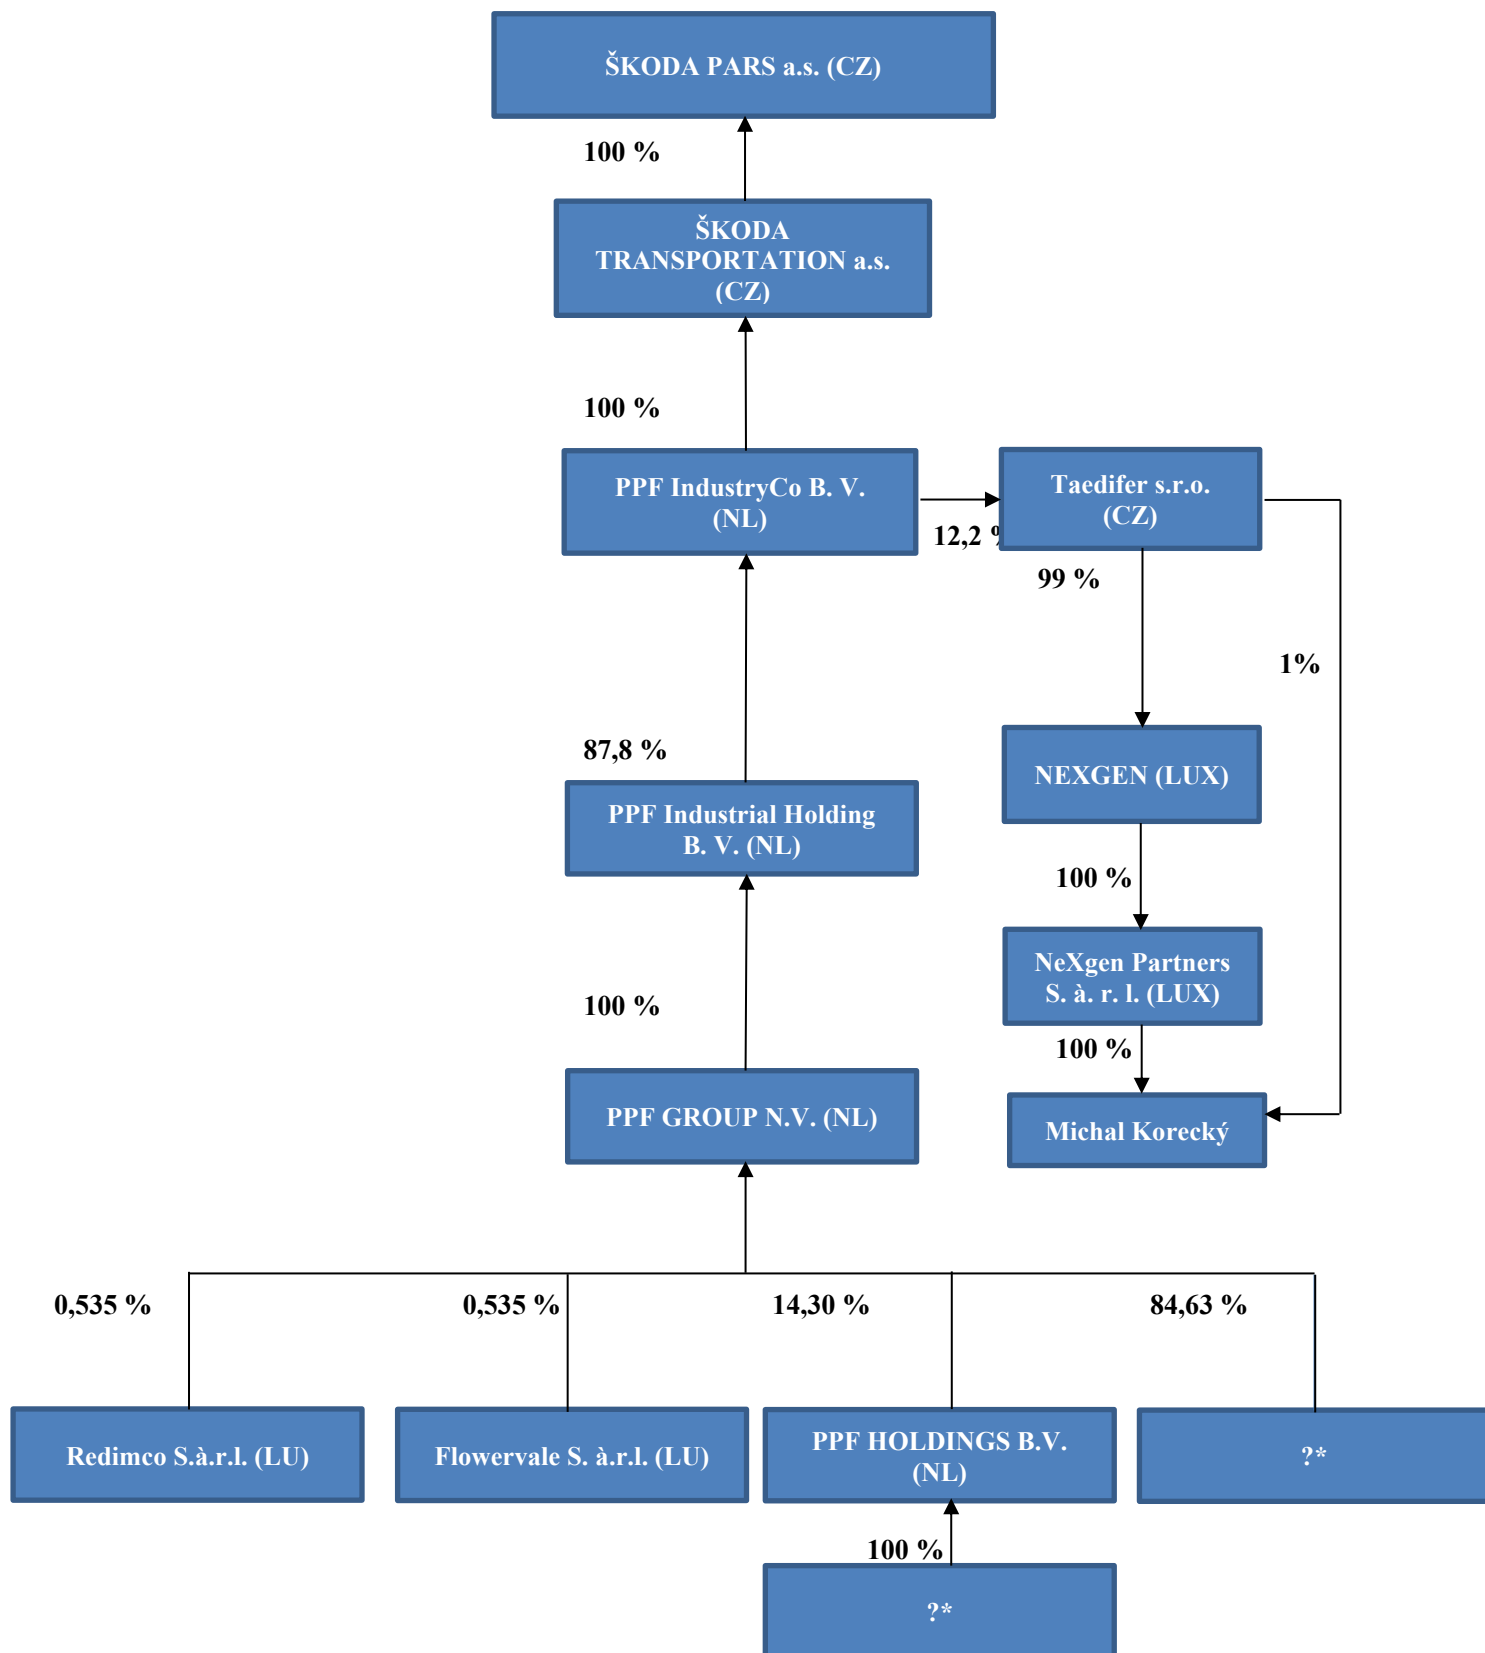 ŠKODA PARS a.s. (CZ)
100 %
ŠKODA
TRANSPORTATION a.s.
(CZ)
100 %
PPF IndustryCo B. V.
(NL)
Taedifer s.r.o.
(CZ)
12,2 %
99 %
1%
87,8 %
NEXGEN (LUX)
PPF Industrial Holding
B. V. (NL)
100 %
NeXgen Partners
S. à. r. l. (LUX)
100 %
100 %
PPF GROUP N.V. (NL)
Michal Korecký
0,535 %
0,535 %
14,30 %
84,63 %
Redimco S.à.r.l. (LU)
Flowervale S. à.r.l. (LU)
PPF HOLDINGS B.V.
(NL)
?*
100 %
?*